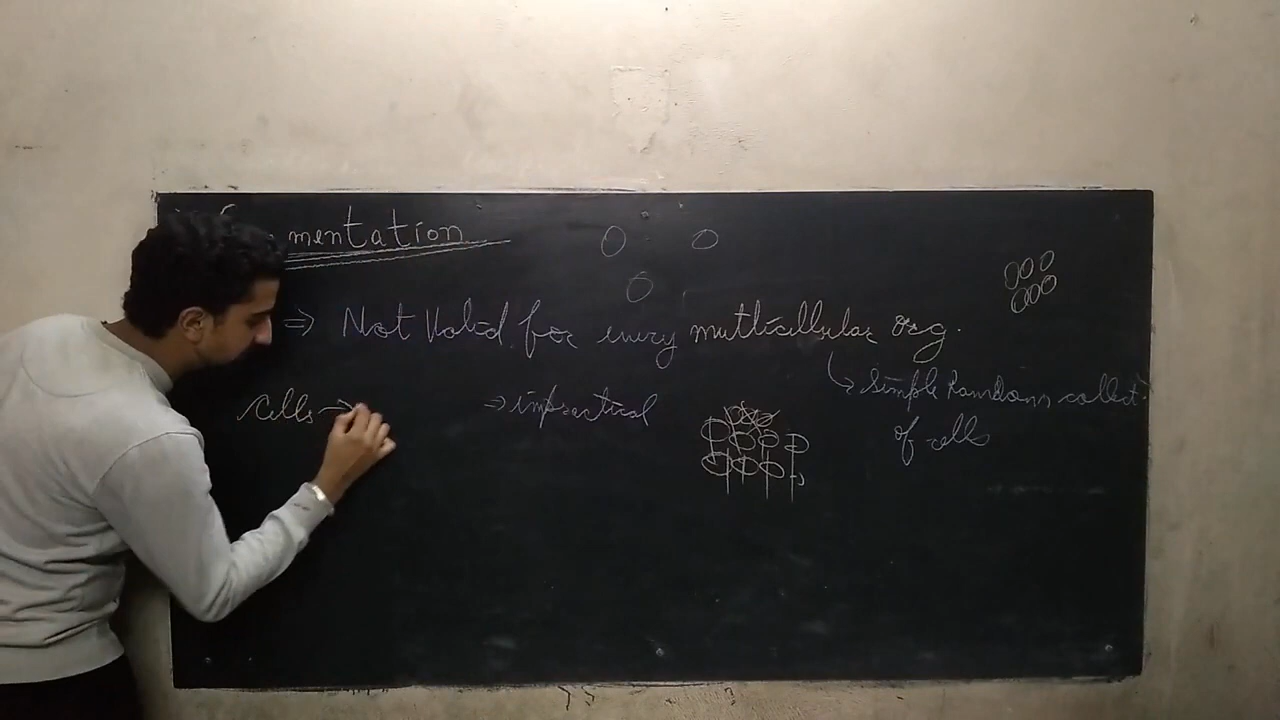 mentation
⇒ Not Valid for every multicellular org.
↳ Simple Random collect.
Cells → ⇒ impractical
of cells